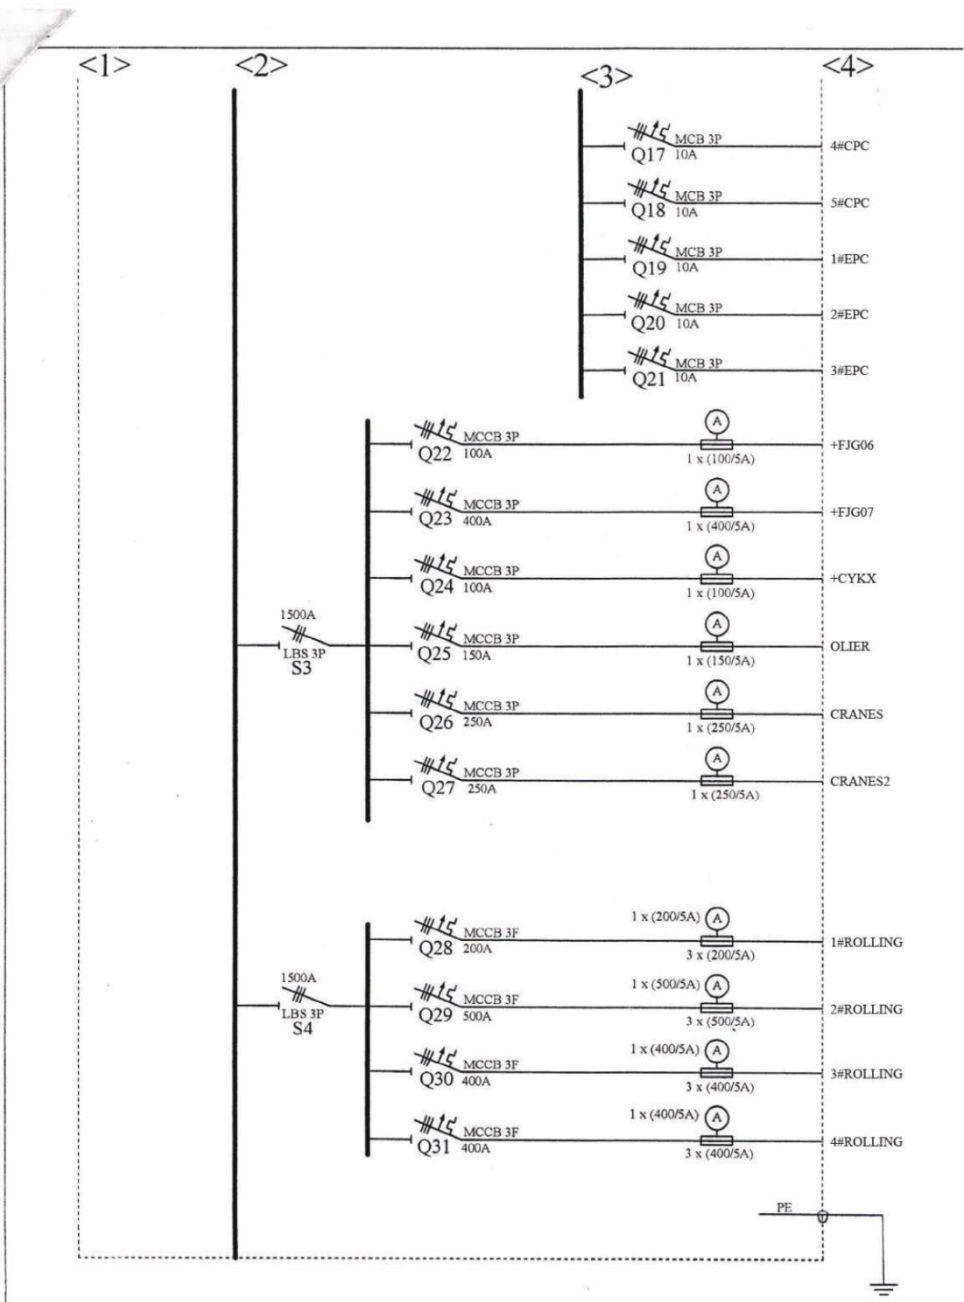 <1> <2> <3> <4>
MCB 3P
Q17 10A
4#CPC
MCB 3P
Q18 10A
5#CPC
MCB 3P
Q19 10A
1#EPC
MCB 3P
Q20 10A
2#EPC
MCB 3P
Q21 10A
3#EPC
A
MCCB 3P
Q22 100A
1 x (100/5A)
+FJG06
A
MCCB 3P
Q23 400A
1 x (400/5A)
+FJG07
A
MCCB 3P
Q24 100A
1 x (100/5A)
+CYKX
1500A
LBS 3P
S3
A
MCCB 3P
Q25 150A
1 x (150/5A)
OLIER
A
MCCB 3P
Q26 250A
1 x (250/5A)
CRANES
A
MCCB 3P
Q27 250A
1 x (250/5A)
CRANES2
1 x (200/5A) A
MCCB 3F
Q28 200A
3 x (200/5A)
1#ROLLING
1500A
LBS 3P
S4
1 x (500/5A) A
MCCB 3F
Q29 500A
3 x (500/5A)
2#ROLLING
1 x (400/5A) A
MCCB 3F
Q30 400A
3 x (400/5A)
3#ROLLING
1 x (400/5A) A
MCCB 3F
Q31 400A
3 x (400/5A)
4#ROLLING
PE